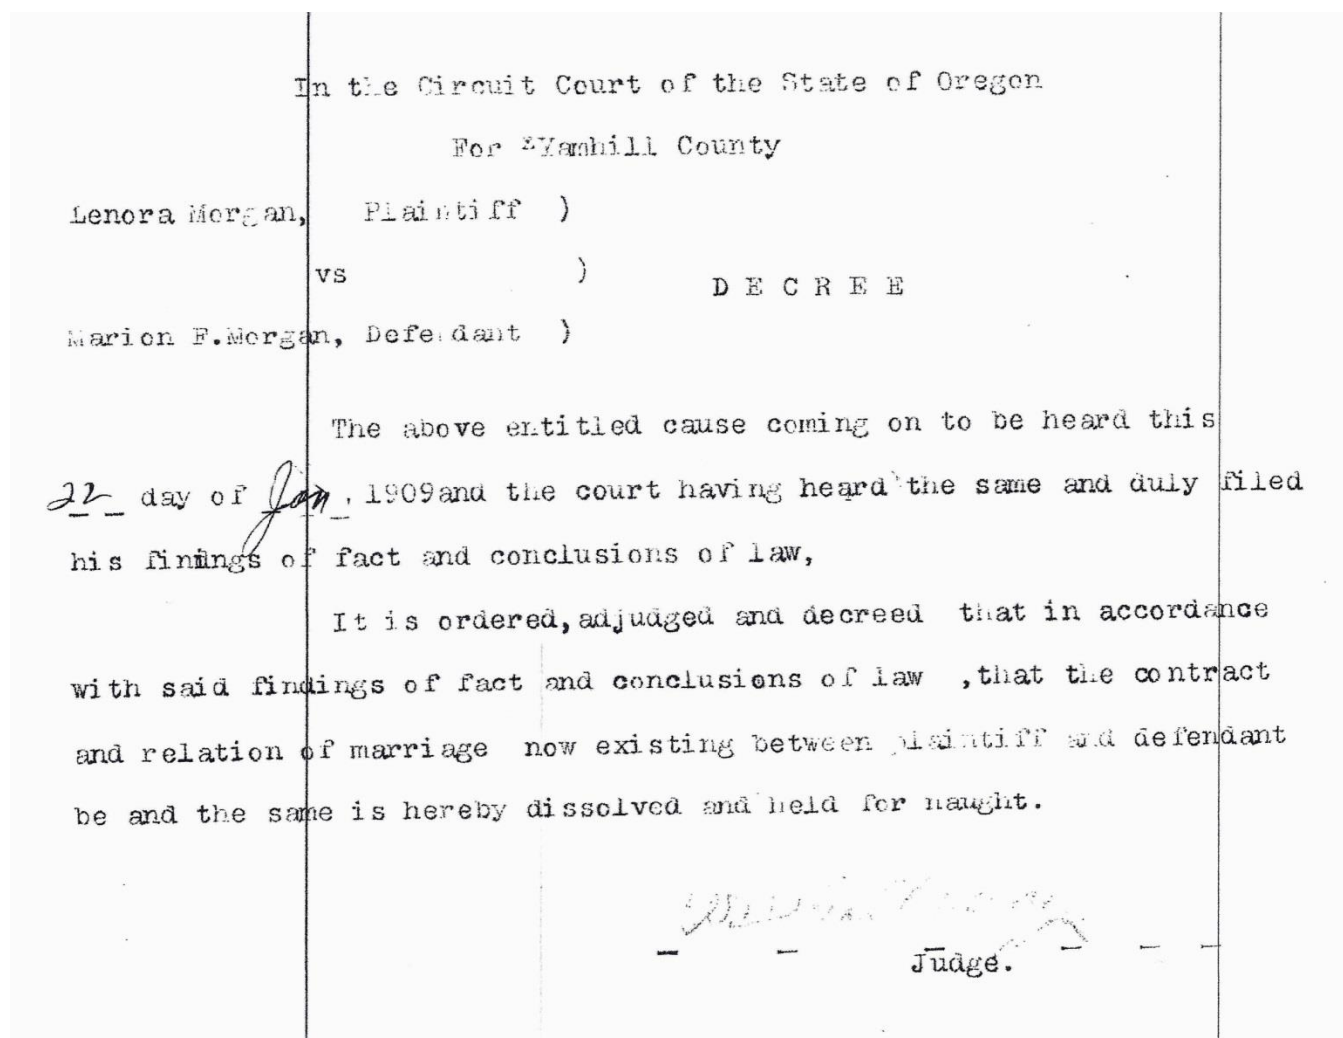 In the Circuit Court of the State of Oregon
For Yamhill County
Lenora Morgan, Plaintiff )
vs )
D E C R E E
Marion F.Morgan, Defendant )
The above entitled cause coming on to be heard this
22 day of Jan, 1909and the court having heard the same and duly filed
his finings of fact and conclusions of law,
It is ordered,adjudged and decreed that in accordance
with said findings of fact and conclusions of law ,that the contract
and relation of marriage now existing between plaintiff and defendant
be and the same is hereby dissolved and held for naught.
Judge.